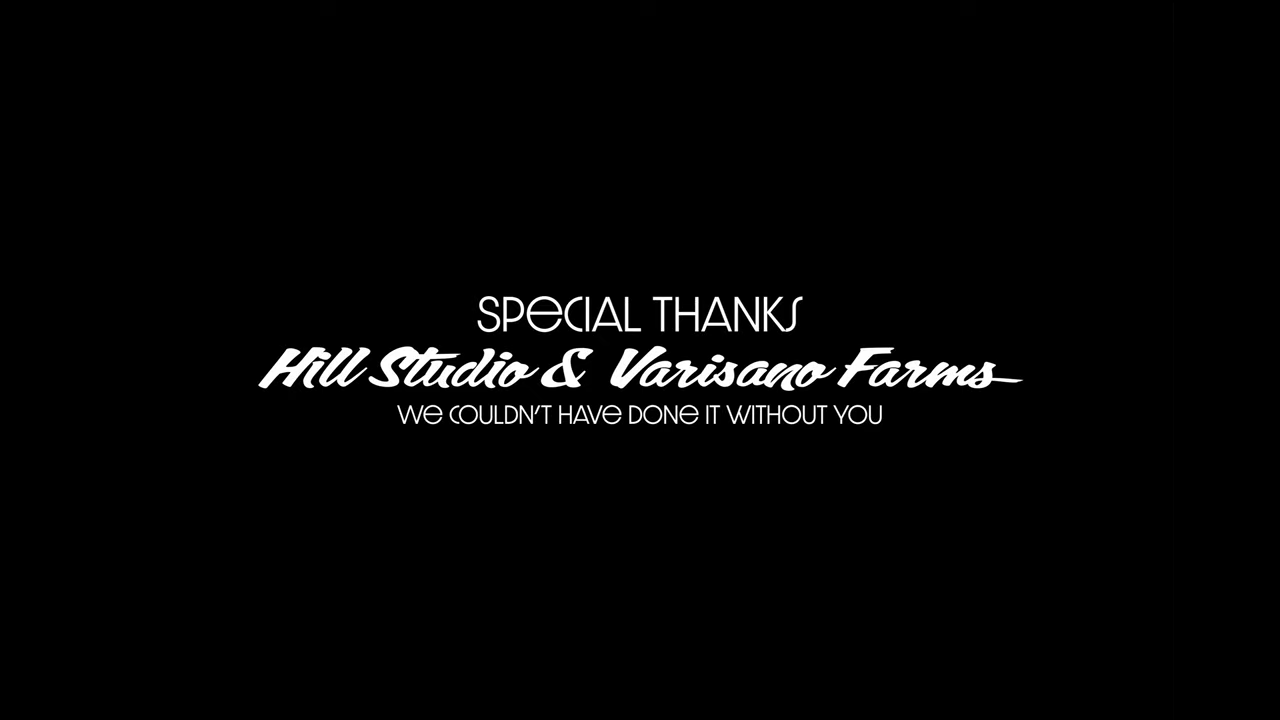 SPeCIAL THANKS
Hill Studio & Varisano Farms
We COULDN'T HAVe DONe IT WITHOUT YOU